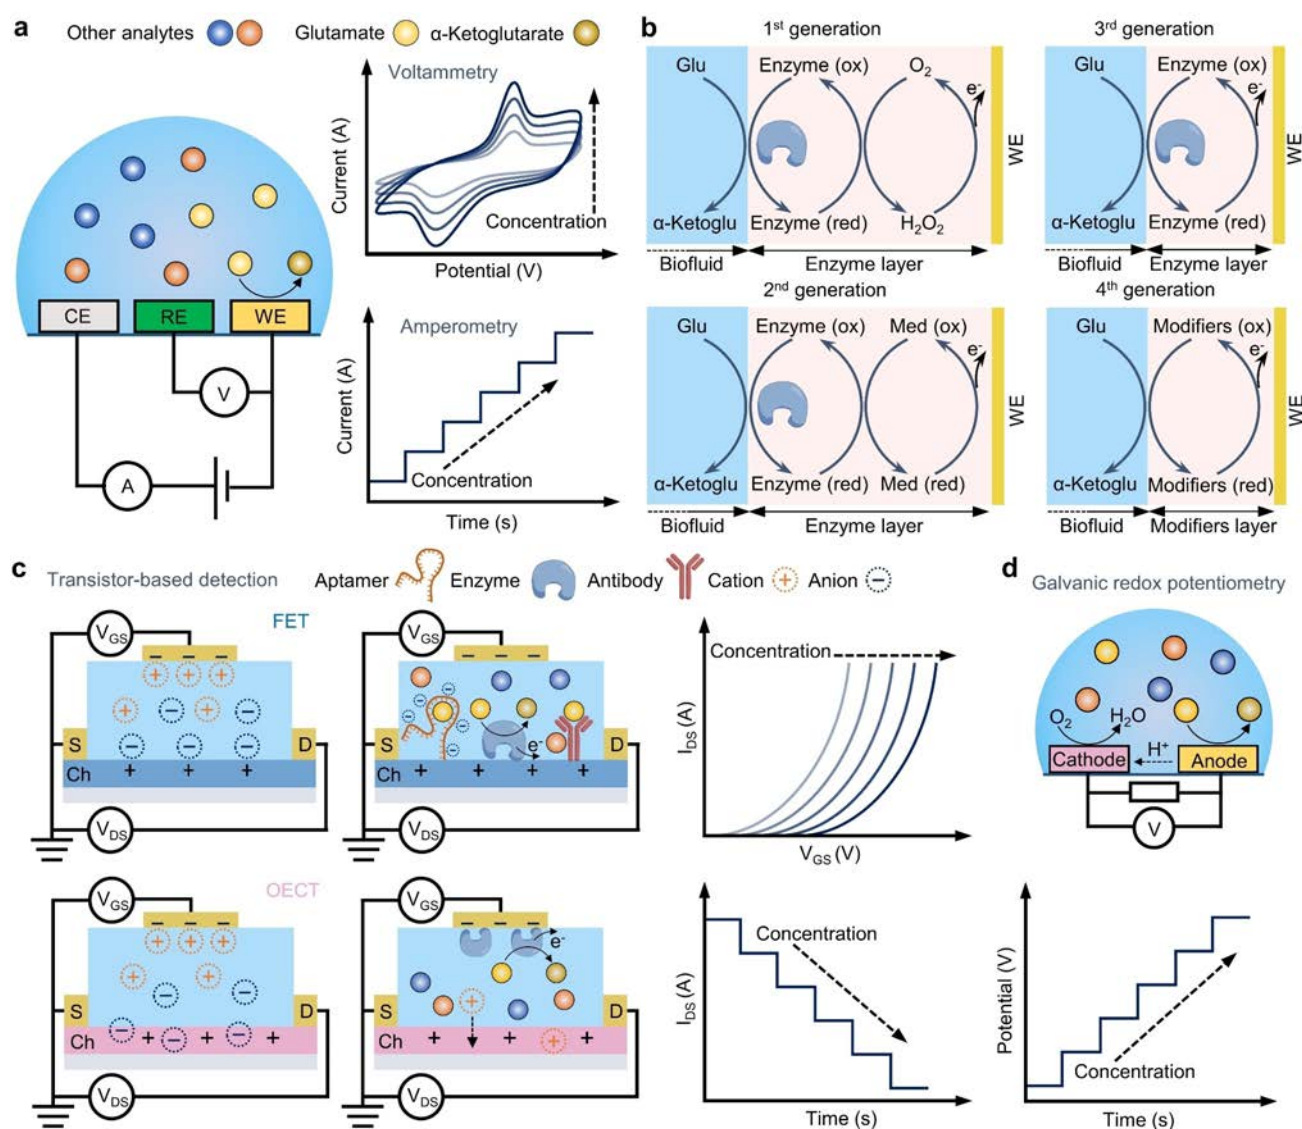 a
Other analytes
Glutamate
α-Ketoglutarate
CE
RE
WE
V
A
Voltammetry
Current (A)
Concentration
Potential (V)
Amperometry
Current (A)
Concentration
Time (s)
b
1st generation
Glu
Enzyme (ox)
O2
e-
WE
α-Ketoglu
Enzyme (red)
H2O2
Biofluid
Enzyme layer
3rd generation
Glu
Enzyme (ox)
e-
WE
α-Ketoglu
Enzyme (red)
Biofluid
Enzyme layer
2nd generation
Glu
Enzyme (ox)
Med (ox)
e-
WE
α-Ketoglu
Enzyme (red)
Med (red)
Biofluid
Enzyme layer
4th generation
Glu
Modifiers (ox)
e-
WE
α-Ketoglu
Modifiers (red)
Biofluid
Modifiers layer
c
Transistor-based detection
Aptamer
Enzyme
Antibody
Cation
+
Anion
−
FET
VGS
− − −
+ + +
+ − + −
− − −
S
D
Ch
+ + +
VDS
VGS
− − −
− − − − −
e-
S
D
Ch
+ + + +
VDS
IDS (A)
Concentration
VGS (V)
OECT
VGS
− − −
+ + +
+ +
− −
S
D
− − −
Ch
+ + +
VDS
VGS
− − −
e-
+
S
D
Ch
+ + + +
VDS
IDS (A)
Concentration
Time (s)
d
Galvanic redox potentiometry
O2
H2O
H+
Cathode
Anode
V
Potential (V)
Concentration
Time (s)